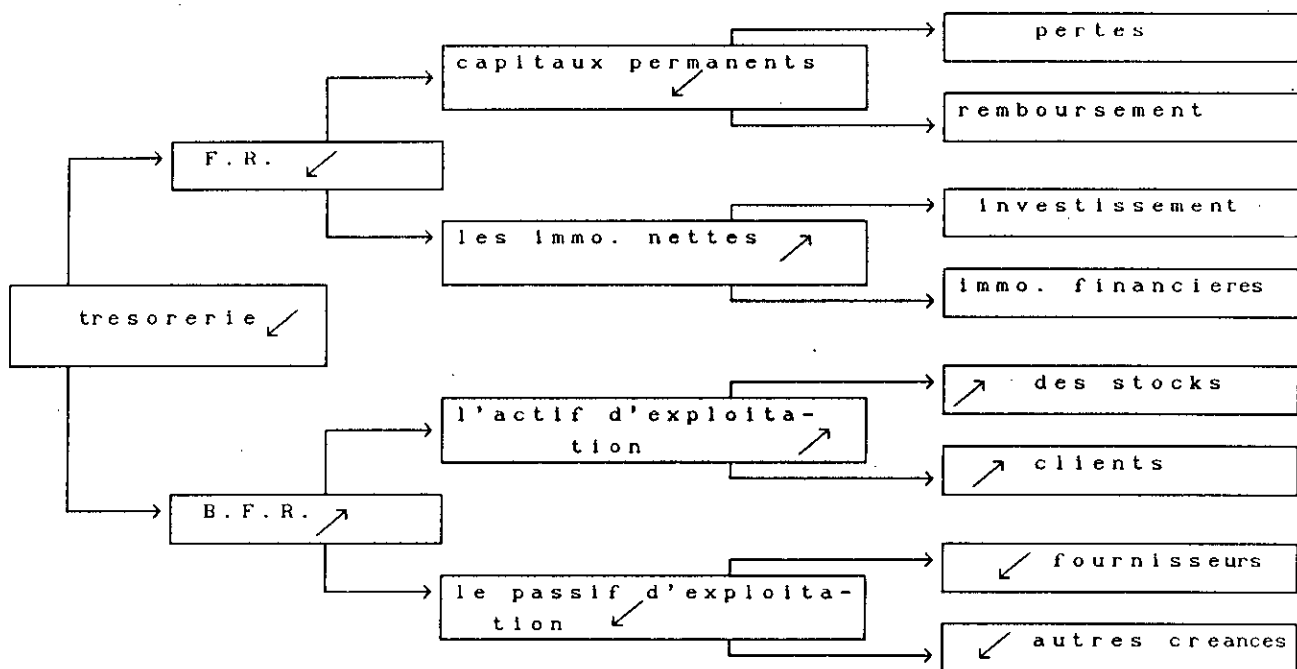 pertes
capitaux permanents
remboursement
F.R.
investissement
les immo. nettes
immo. financieres
tresorerie
des stocks
l'actif d'exploita-
tion
clients
B.F.R.
fournisseurs
le passif d'exploita-
tion
autres creances